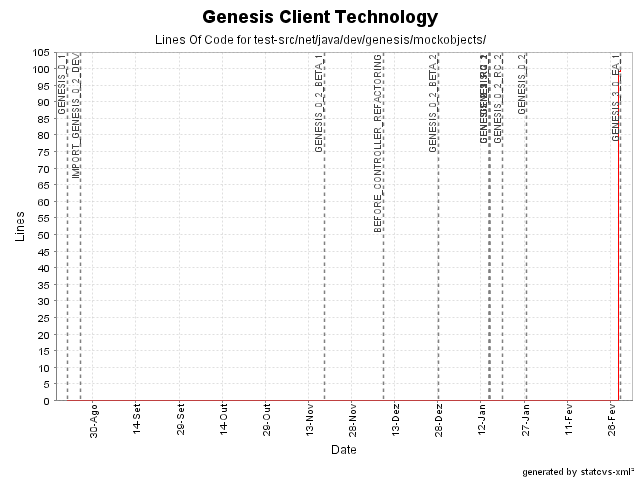 Genesis Client Technology
Lines Of Code for test-src/net/java/dev/genesis/mockobjects/
Lines
105
100
95
90
85
80
75
70
65
60
55
50
45
40
35
30
25
20
15
10
5
0
GENESIS_0_1
IMPORT_GENESIS_0_2_DEV
GENESIS_0_2_BETA_1
BEFORE_CONTROLLER_REFACTORING
GENESIS_0_2_BETA_2
GENESIS_0_2_RC_2
GENESIS_0_2
GENESIS_3_0_EA_1
30-Ago
14-Set
29-Set
14-Out
29-Out
13-Nov
28-Nov
13-Dez
28-Dez
12-Jan
27-Jan
11-Fev
26-Fev
Date
generated by statcvs-xml²